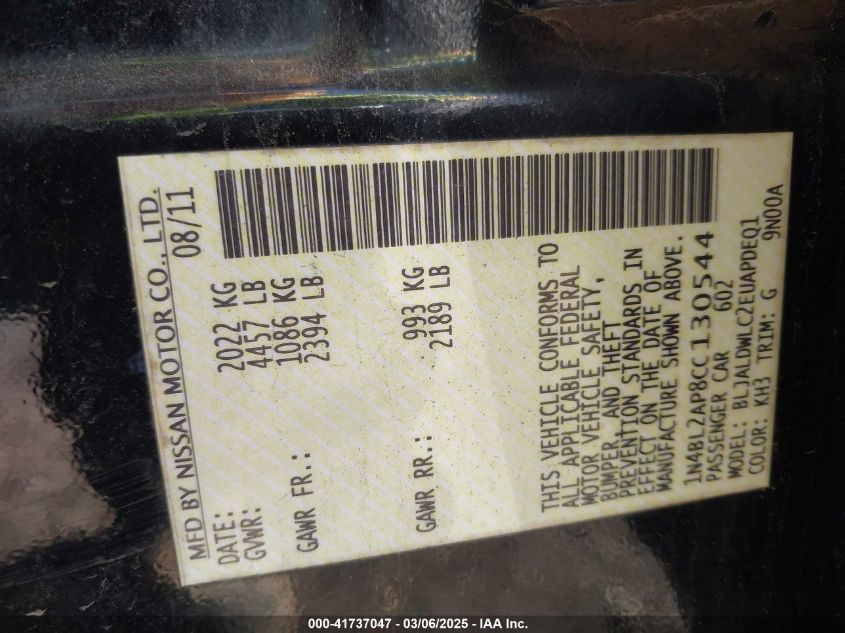 MFD BY NISSAN MOTOR CO., LTD.
DATE: 08/11
GVWR: 2022 KG
4457 LB
GAWR FR.: 1086 KG
2394 LB
GAWR RR.: 993 KG
2189 LB
THIS VEHICLE CONFORMS TO
ALL APPLICABLE FEDERAL
MOTOR VEHICLE SAFETY,
BUMPER, AND THEFT
PREVENTION STANDARDS IN
EFFECT ON THE DATE OF
MANUFACTURE SHOWN ABOVE.
1N4BL2AP8CC130544
PASSENGER CAR 602
MODEL: BLJALDWLC2EUAPDEQ1
COLOR: KH3 TRIM: G 9N00A
000-41737047 - 03/06/2025 - IAA Inc.